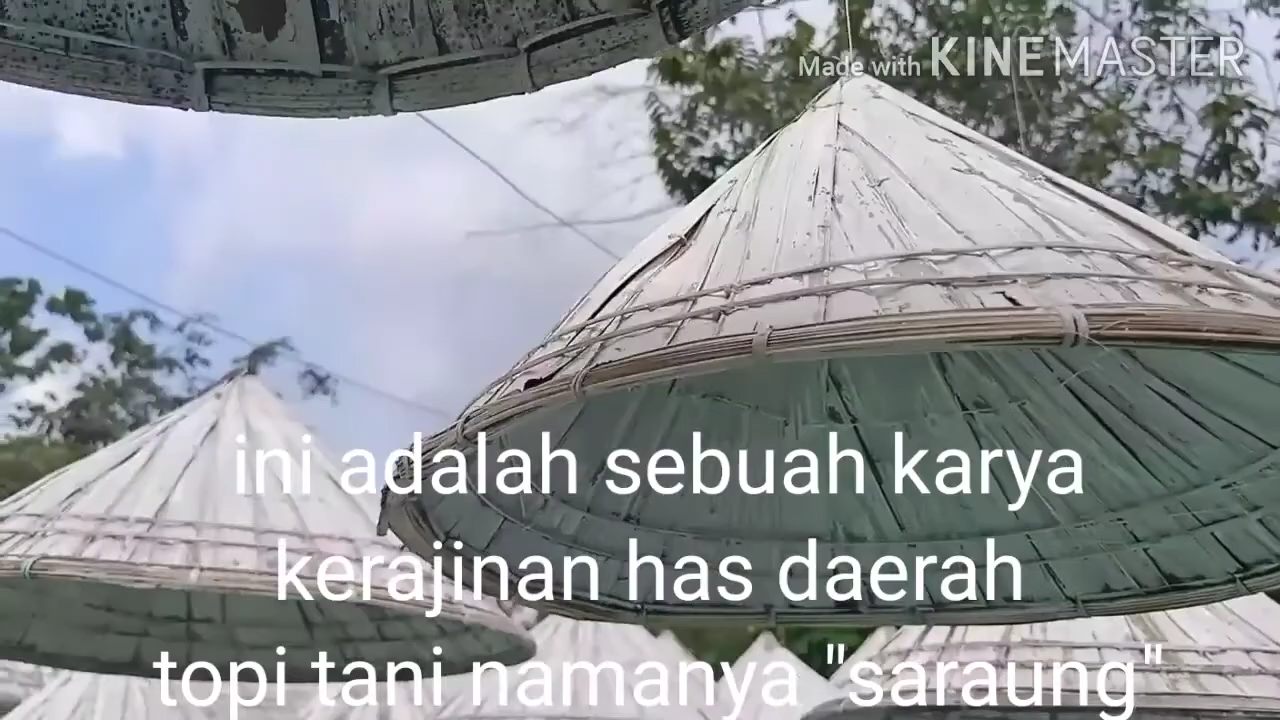 Made with KINEMASTER
ini adalah sebuah karya
kerajinan has daerah
topi tani namanya "saraung"